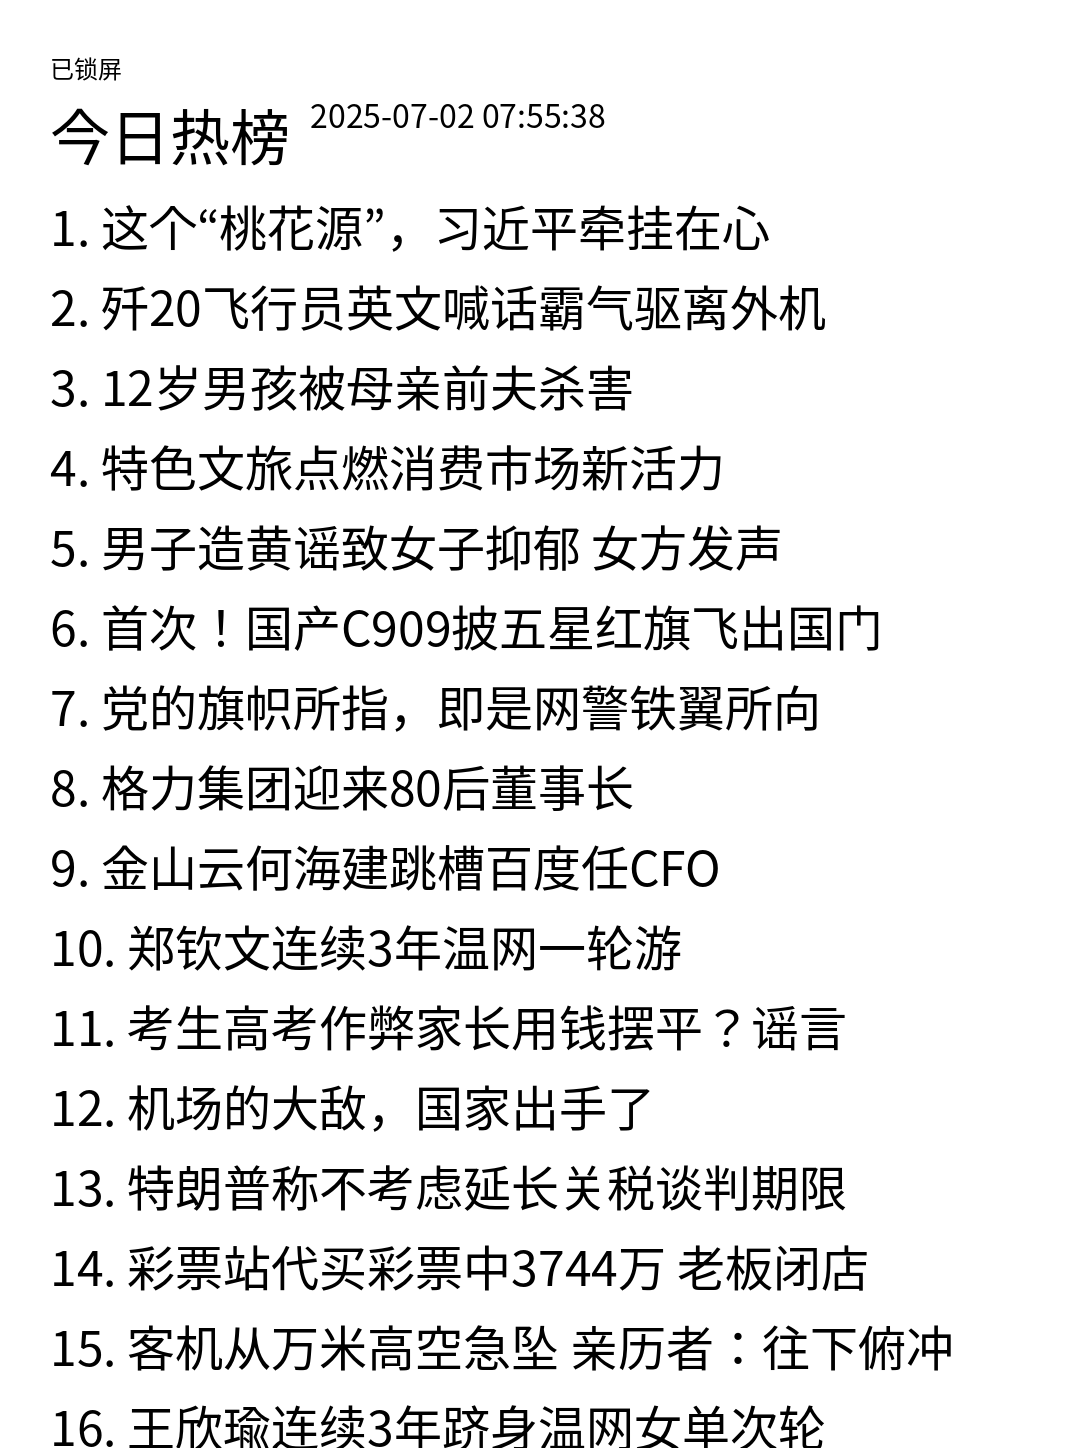 已锁屏
今日热榜 2025-07-02 07:55:38
1. 这个“桃花源”，习近平牵挂在心
2. 歼20飞行员英文喊话霸气驱离外机
3. 12岁男孩被母亲前夫杀害
4. 特色文旅点燃消费市场新活力
5. 男子造黄谣致女子抑郁 女方发声
6. 首次！国产C909披五星红旗飞出国门
7. 党的旗帜所指，即是网警铁翼所向
8. 格力集团迎来80后董事长
9. 金山云何海建跳槽百度任CFO
10. 郑钦文连续3年温网一轮游
11. 考生高考作弊家长用钱摆平？谣言
12. 机场的大敌，国家出手了
13. 特朗普称不考虑延长关税谈判期限
14. 彩票站代买彩票中3744万 老板闭店
15. 客机从万米高空急坠 亲历者：往下俯冲
16. 王欣瑜连续3年跻身温网女单次轮